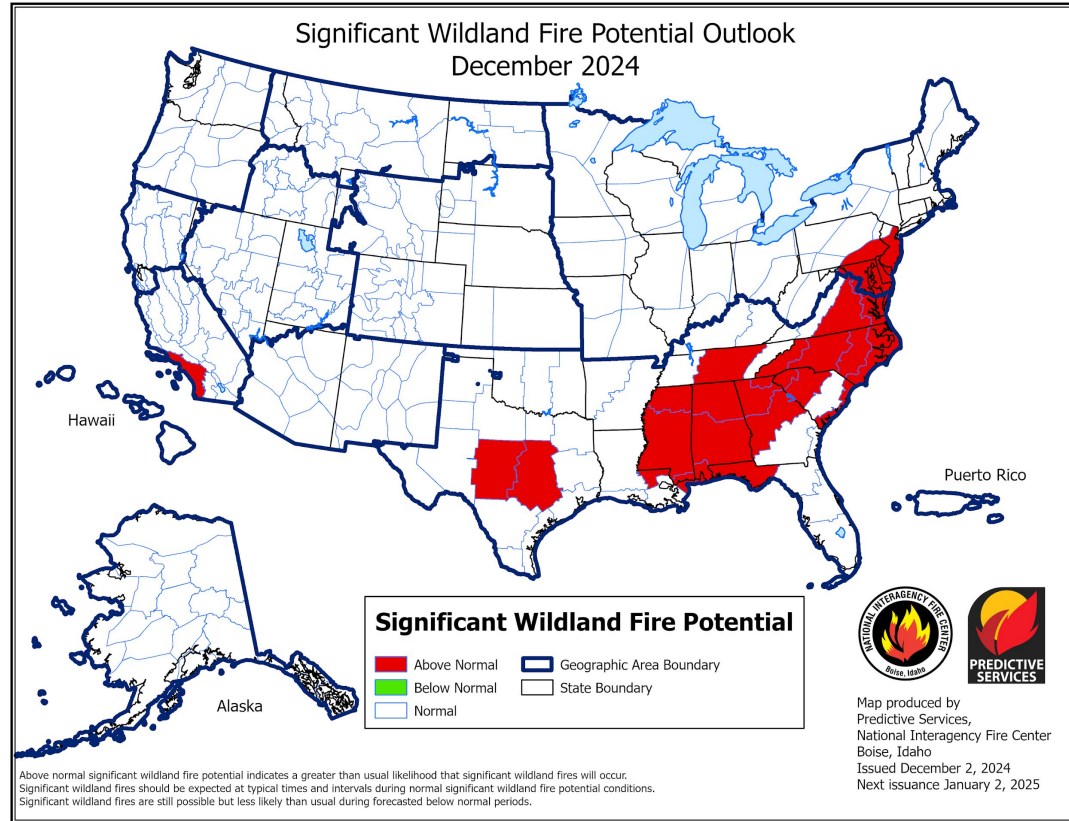 Significant Wildland Fire Potential Outlook
December 2024
Hawaii
Puerto Rico
Alaska
Significant Wildland Fire Potential
Above Normal
Geographic Area Boundary
Below Normal
State Boundary
Normal
NATIONAL INTERAGENCY FIRE CENTER
Boise, Idaho
PREDICTIVE
SERVICES
Map produced by
Predictive Services,
National Interagency Fire Center
Boise, Idaho
Issued December 2, 2024
Next issuance January 2, 2025
Above normal significant wildland fire potential indicates a greater than usual likelihood that significant wildland fires will occur.
Significant wildland fires should be expected at typical times and intervals during normal significant wildland fire potential conditions.
Significant wildland fires are still possible but less likely than usual during forecasted below normal periods.